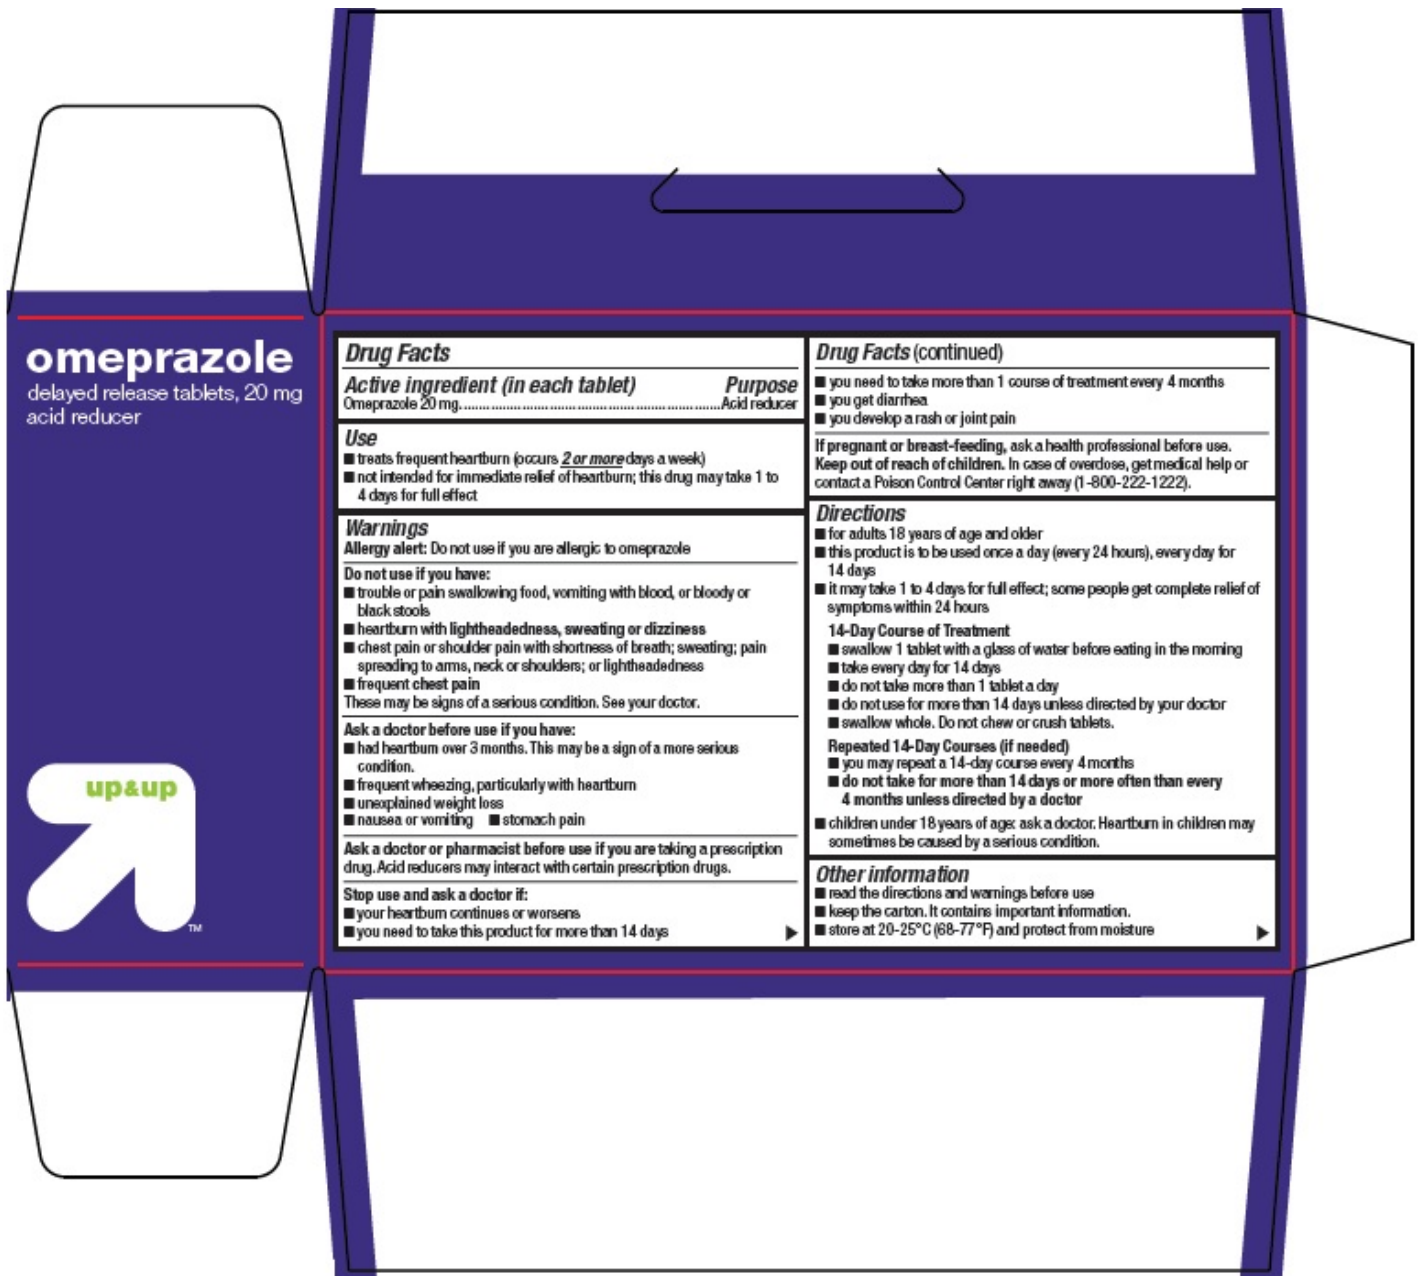 omeprazole
delayed release tablets, 20 mg
acid reducer
up&up
TM
Drug Facts
Active ingredient (in each tablet) Purpose
Omeprazole 20 mg......................................................................Acid reducer
Use
■ treats frequent heartburn (occurs 2 or more days a week)
■ not intended for immediate relief of heartburn; this drug may take 1 to
4 days for full effect
Warnings
Allergy alert: Do not use if you are allergic to omeprazole
Do not use if you have:
■ trouble or pain swallowing food, vomiting with blood, or bloody or
black stools
■ heartburn with lightheadedness, sweating or dizziness
■ chest pain or shoulder pain with shortness of breath; sweating; pain
spreading to arms, neck or shoulders; or lightheadedness
■ frequent chest pain
These may be signs of a serious condition. See your doctor.
Ask a doctor before use if you have:
■ had heartburn over 3 months. This may be a sign of a more serious
condition.
■ frequent wheezing, particularly with heartburn
■ unexplained weight loss
■ nausea or vomiting ■ stomach pain
Ask a doctor or pharmacist before use if you are taking a prescription
drug. Acid reducers may interact with certain prescription drugs.
Stop use and ask a doctor if:
■ your heartburn continues or worsens
■ you need to take this product for more than 14 days
Drug Facts (continued)
■ you need to take more than 1 course of treatment every 4 months
■ you get diarrhea
■ you develop a rash or joint pain
If pregnant or breast-feeding, ask a health professional before use.
Keep out of reach of children. In case of overdose, get medical help or
contact a Poison Control Center right away (1-800-222-1222).
Directions
■ for adults 18 years of age and older
■ this product is to be used once a day (every 24 hours), every day for
14 days
■ it may take 1 to 4 days for full effect; some people get complete relief of
symptoms within 24 hours
14-Day Course of Treatment
■ swallow 1 tablet with a glass of water before eating in the morning
■ take every day for 14 days
■ do not take more than 1 tablet a day
■ do not use for more than 14 days unless directed by your doctor
■ swallow whole. Do not chew or crush tablets.
Repeated 14-Day Courses (if needed)
■ you may repeat a 14-day course every 4 months
■ do not take for more than 14 days or more often than every
4 months unless directed by a doctor
■ children under 18 years of age: ask a doctor. Heartburn in children may
sometimes be caused by a serious condition.
Other information
■ read the directions and warnings before use
■ keep the carton. It contains important information.
■ store at 20-25°C (68-77°F) and protect from moisture